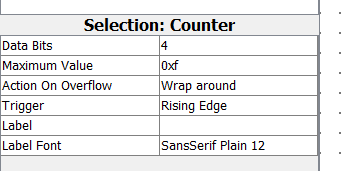 Selection: Counter
Data Bits 4
Maximum Value 0xf
Action On Overflow Wrap around
Trigger Rising Edge
Label
Label Font SansSerif Plain 12